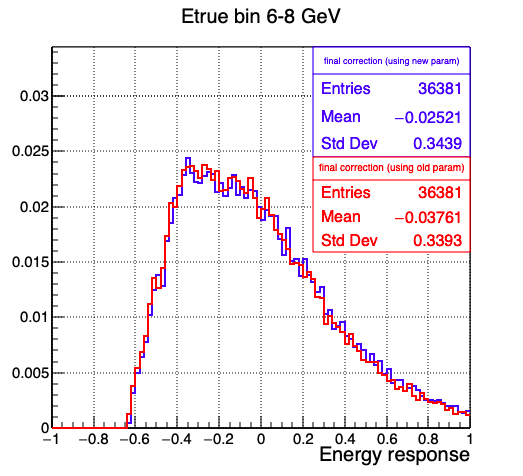 Etrue bin 6-8 GeV
final correction (using new param)
Entries 36381
Mean −0.02521
Std Dev 0.3439
final correction (using old param)
Entries 36381
Mean −0.03761
Std Dev 0.3393
0.03
0.025
0.02
0.015
0.01
0.005
0
−1 −0.8 −0.6 −0.4 −0.2 0 0.2 0.4 0.6 0.8 1
Energy response